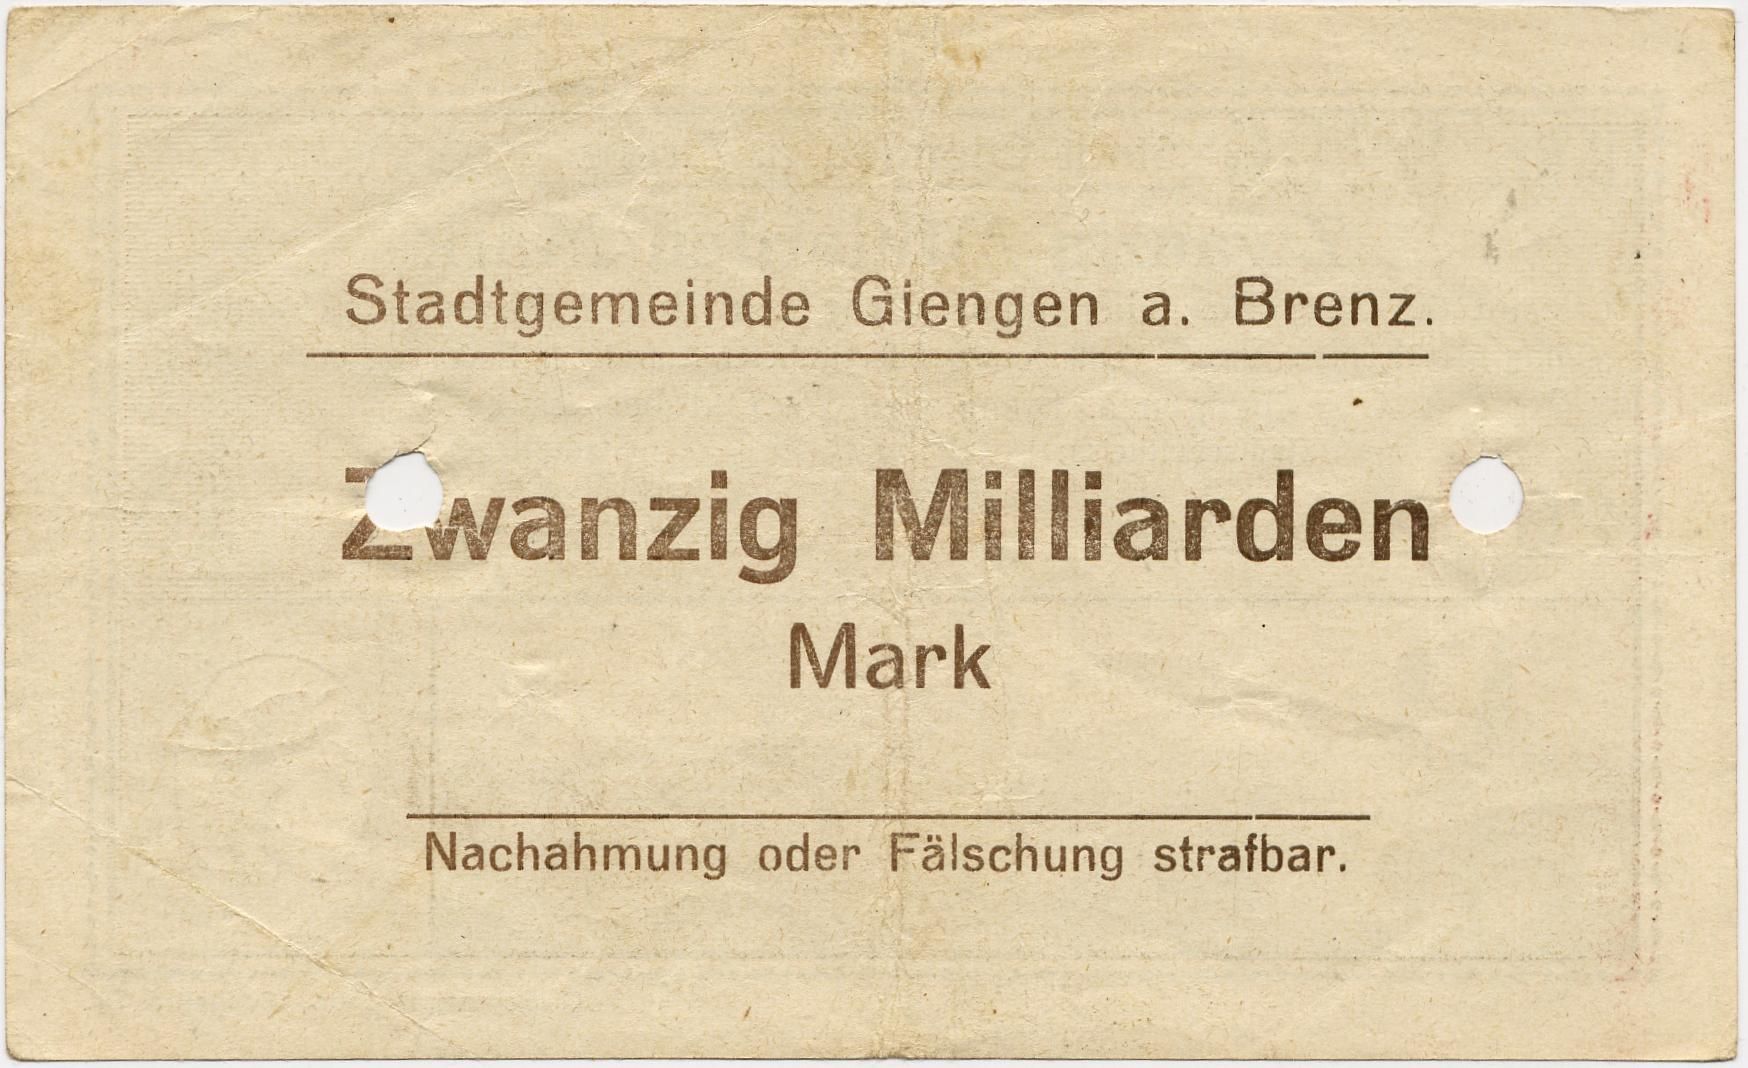 Stadtgemeinde Giengen a. Brenz.
Zwanzig Milliarden
Mark
Nachahmung oder Fälschung strafbar.